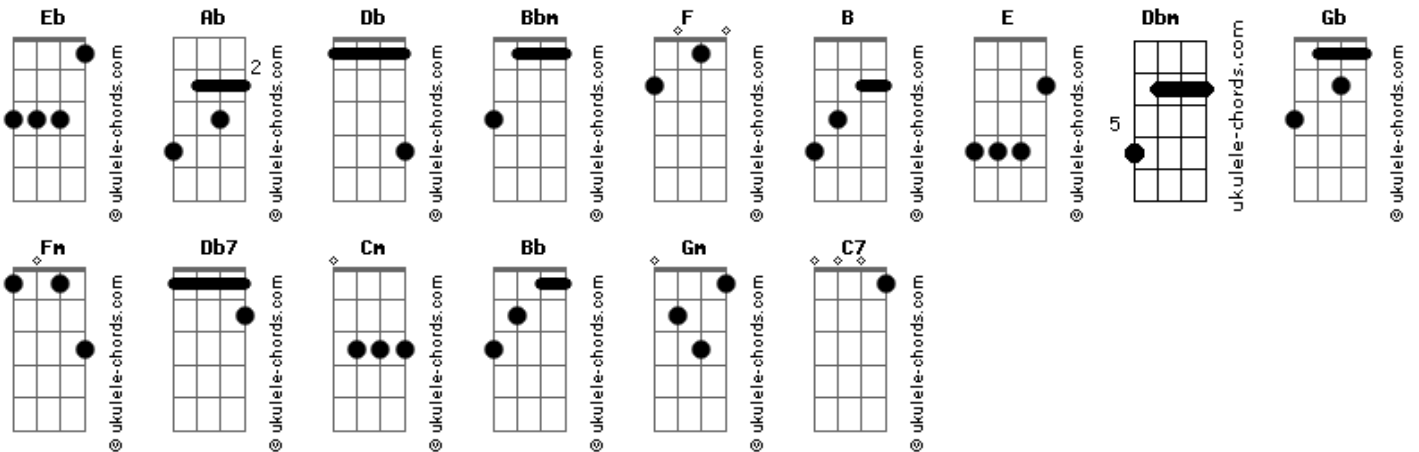 Eb Ab Db Bbm F B E Dbm Gb
© ukulele-chords.com 2 © ukulele-chords.com © ukulele-chords.com © ukulele-chords.com © ukulele-chords.com © ukulele-chords.com © ukulele-chords.com 5 ukulele-chords.com © ukulele-chords.com
Fm Db7 Cm Bb Gm C7
© ukulele-chords.com © ukulele-chords.com © ukulele-chords.com © ukulele-chords.com © ukulele-chords.com © ukulele-chords.com